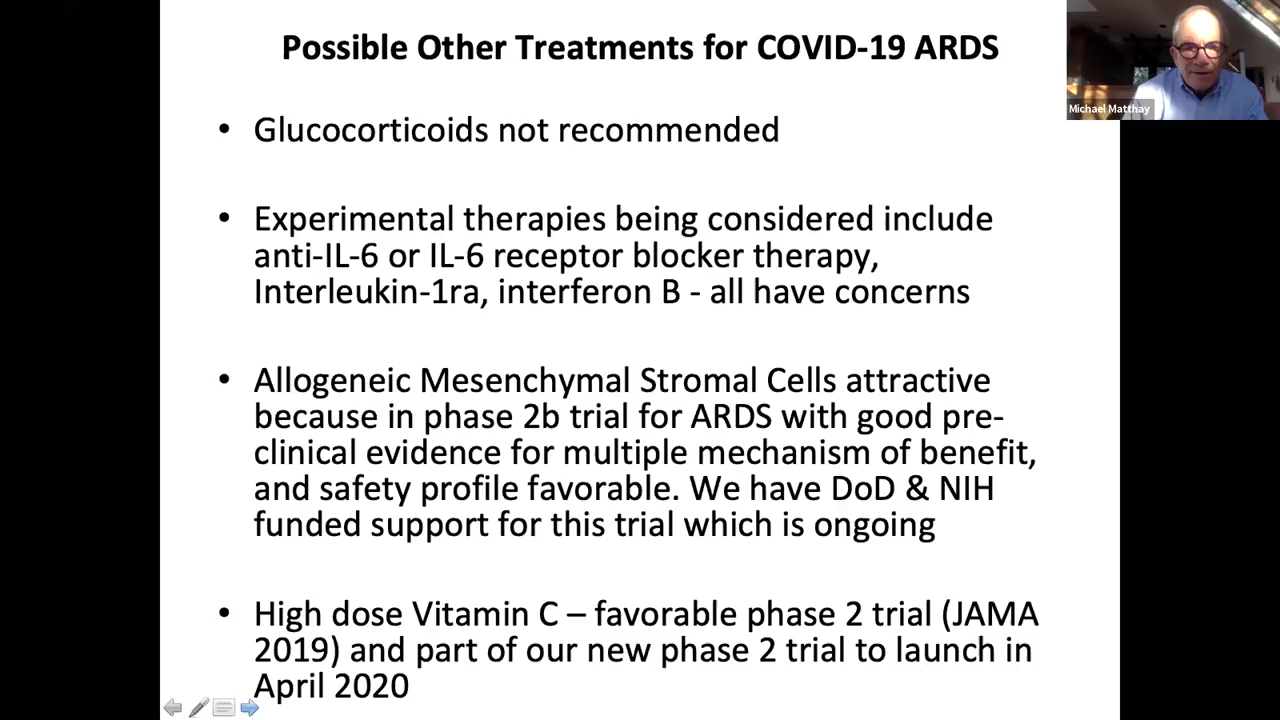 Possible Other Treatments for COVID-19 ARDS
Michael Matthay
• Glucocorticoids not recommended
• Experimental therapies being considered include
anti-IL-6 or IL-6 receptor blocker therapy,
Interleukin-1ra, interferon B - all have concerns
• Allogeneic Mesenchymal Stromal Cells attractive
because in phase 2b trial for ARDS with good pre-
clinical evidence for multiple mechanism of benefit,
and safety profile favorable. We have DoD & NIH
funded support for this trial which is ongoing
• High dose Vitamin C – favorable phase 2 trial (JAMA
2019) and part of our new phase 2 trial to launch in
April 2020